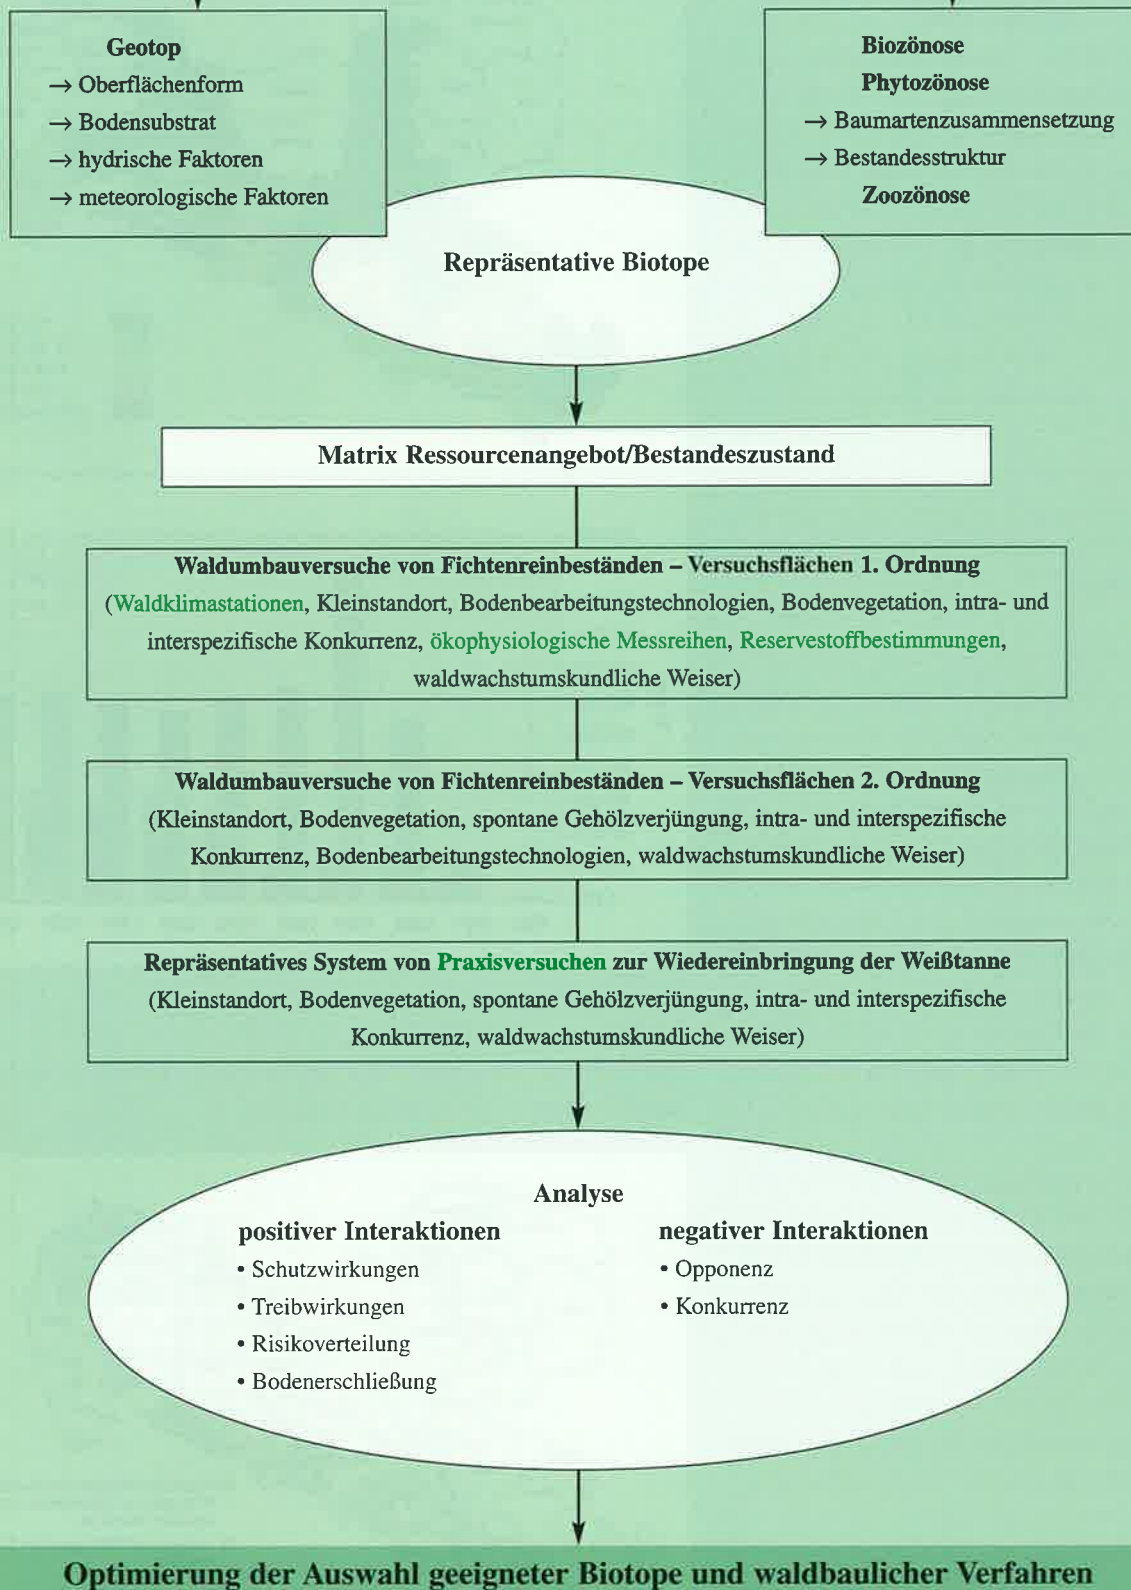 Geotop
→ Oberflächenform
→ Bodensubstrat
→ hydrische Faktoren
→ meteorologische Faktoren
Biozönose
Phytozönose
→ Baumartenzusammensetzung
→ Bestandesstruktur
Zoozönose
Repräsentative Biotope
Matrix Ressourcenangebot/Bestandeszustand
Waldumbauversuche von Fichtenreinbeständen – Versuchsflächen 1. Ordnung
(Waldklimastationen, Kleinstandort, Bodenbearbeitungstechnologien, Bodenvegetation, intra- und
interspezifische Konkurrenz, ökophysiologische Messreihen, Reservestoffbestimmungen,
waldwachstumskundliche Weiser)
Waldumbauversuche von Fichtenreinbeständen – Versuchsflächen 2. Ordnung
(Kleinstandort, Bodenvegetation, spontane Gehölzverjüngung, intra- und interspezifische
Konkurrenz, Bodenbearbeitungstechnologien, waldwachstumskundliche Weiser)
Repräsentatives System von Praxisversuchen zur Wiedereinbringung der Weißtanne
(Kleinstandort, Bodenvegetation, spontane Gehölzverjüngung, intra- und interspezifische
Konkurrenz, waldwachstumskundliche Weiser)
Analyse
positiver Interaktionen
• Schutzwirkungen
• Treibwirkungen
• Risikoverteilung
• Bodenerschließung
negativer Interaktionen
• Opponenz
• Konkurrenz
Optimierung der Auswahl geeigneter Biotope und waldbaulicher Verfahren